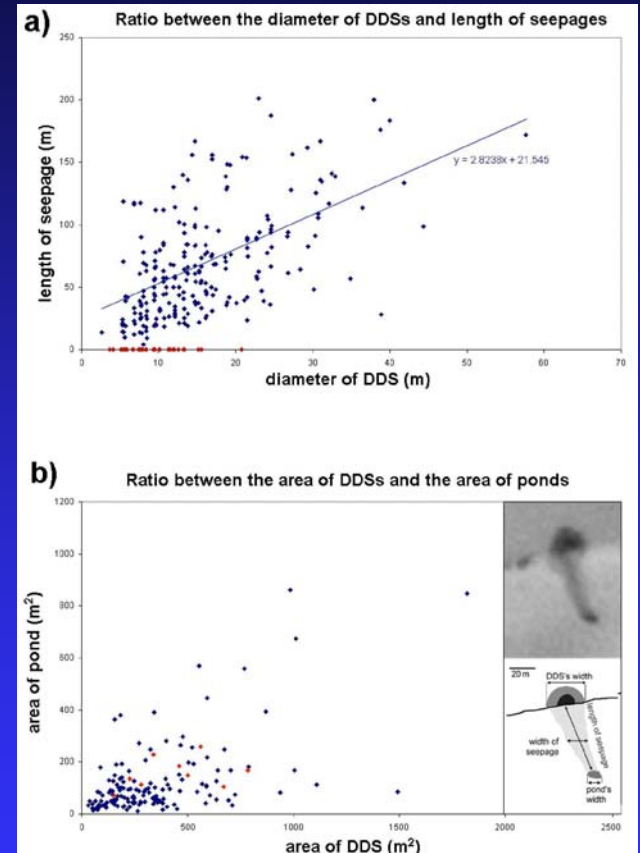 a) Ratio between the diameter of DDSs and length of seepages
250
200
150
100
50
0
length of seepage (m)
y = 2.8238x + 21.545
0 10 20 30 40 50 60 70
diameter of DDS (m)
b) Ratio between the area of DDSs and the area of ponds
1200
1000
800
600
400
200
0
area of pond (m²)
0 500 1000 1500 2000 2500
area of DDS (m²)
20 m
DDS's width
length of seepage
width of
seepage
pond's
width